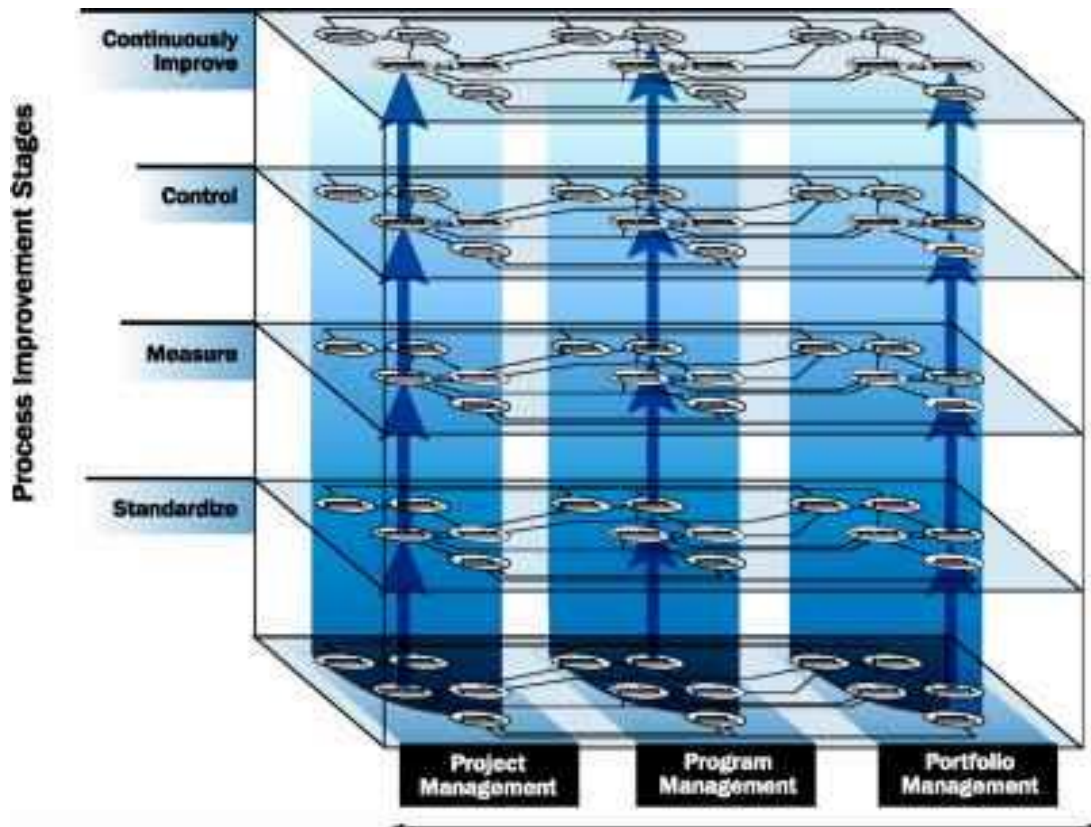 Continuously
Improve
Control
Measure
Standardize
Process Improvement Stages
Project
Management
Program
Management
Portfolio
Management